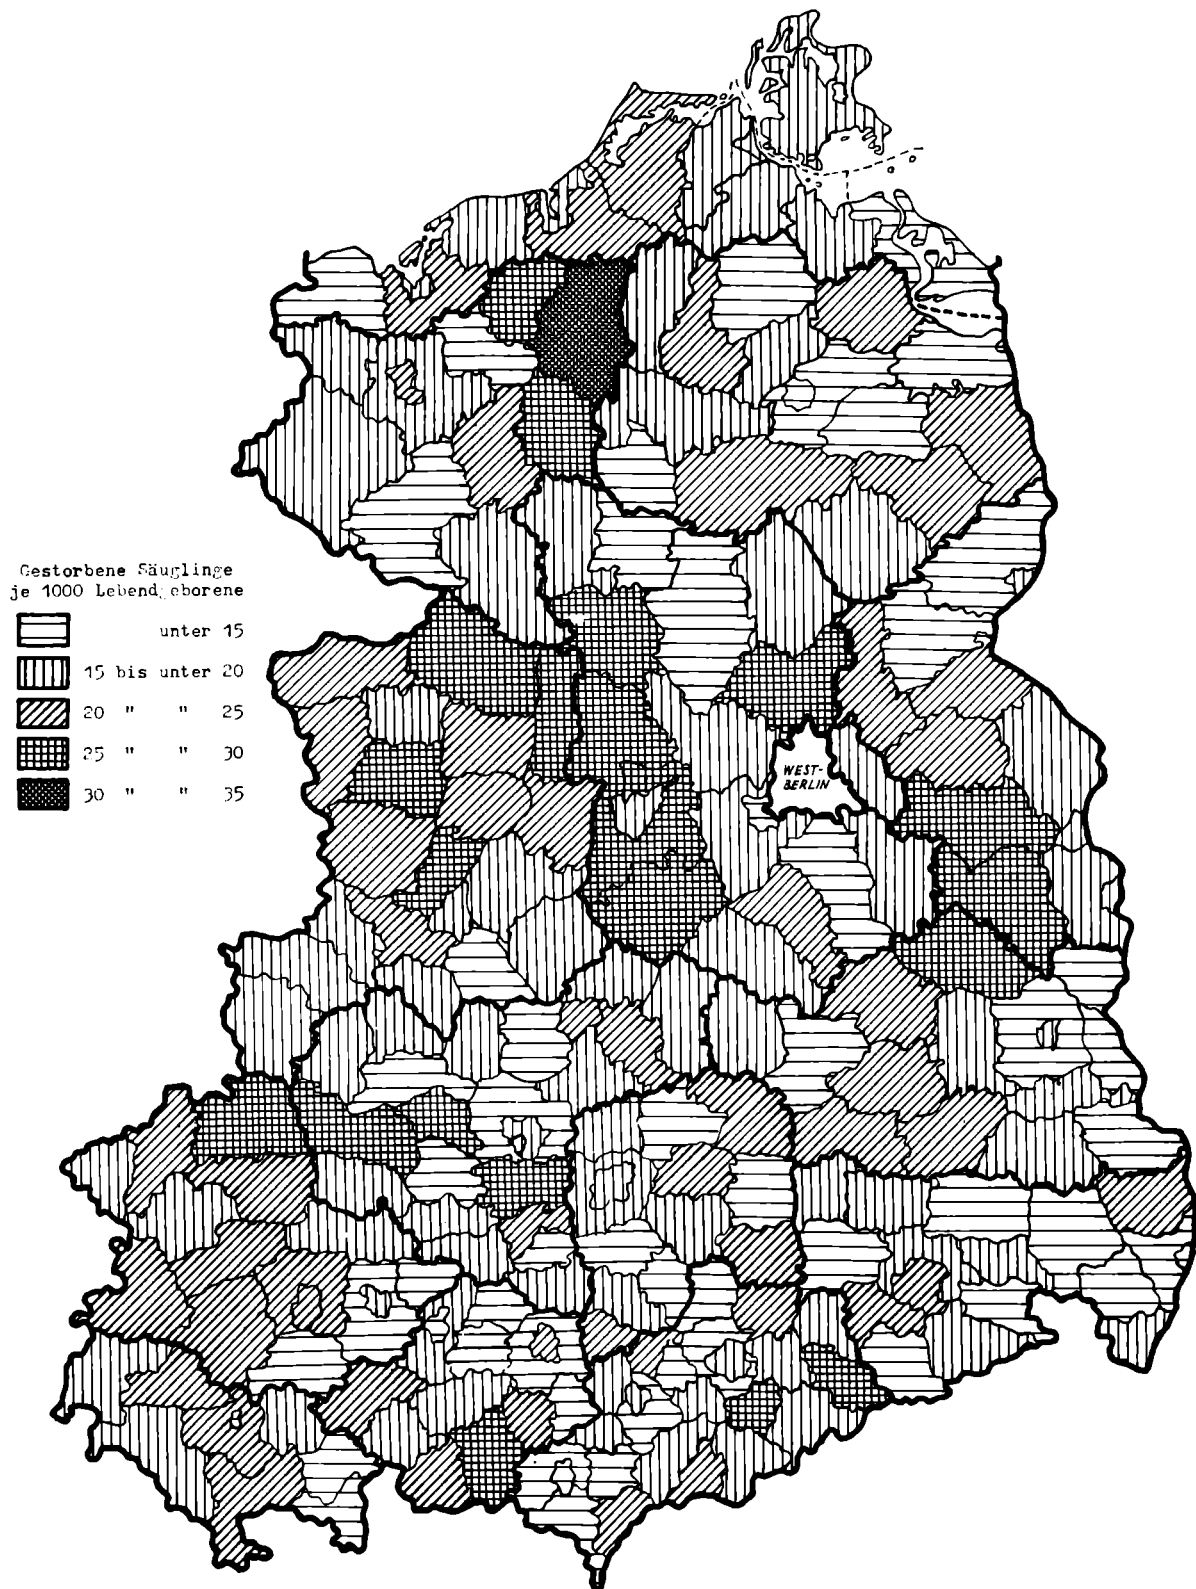 Gestorbene Säuglinge
je 1000 Lebendgeborene
unter 15
15 bis unter 20
20 " " 25
25 " " 30
30 " " 35
WEST-
BERLIN